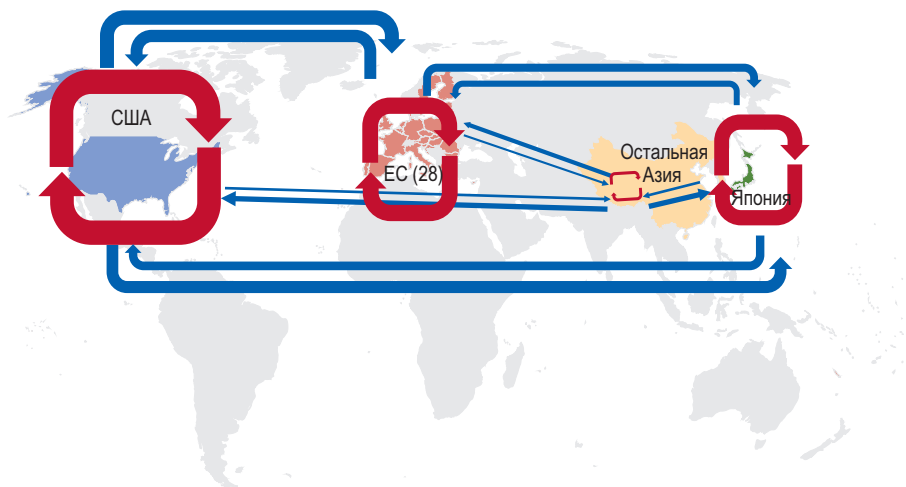 США
ЕС (28)
Остальная
Азия
Япония